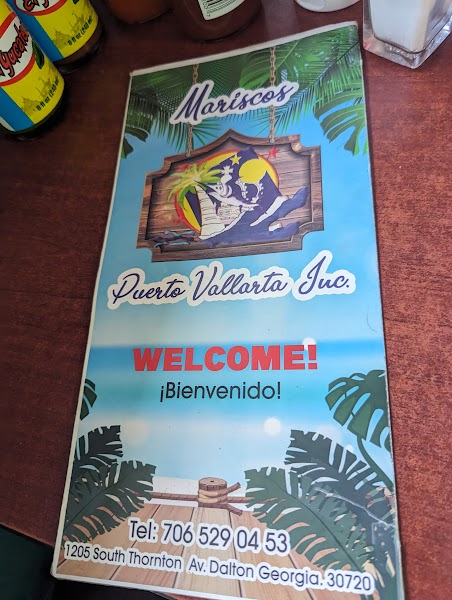 Mariscos
Puerto Vallarta Inc.
WELCOME!
¡Bienvenido!
Tel: 706 529 04 53
1205 South Thornton Av. Dalton Georgia. 30720